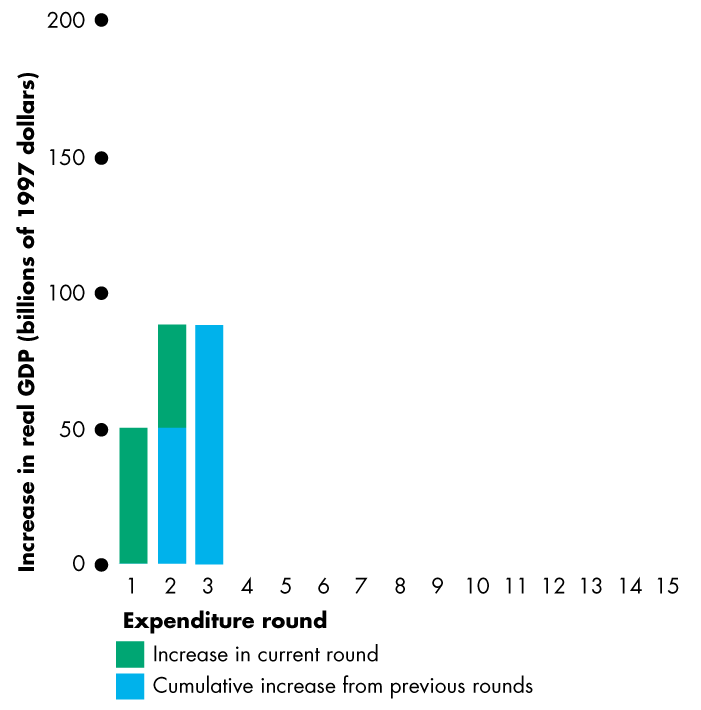 Increase in real GDP (billions of 1997 dollars)
200
150
100
50
0
1 2 3 4 5 6 7 8 9 10 11 12 13 14 15
Expenditure round
Increase in current round
Cumulative increase from previous rounds